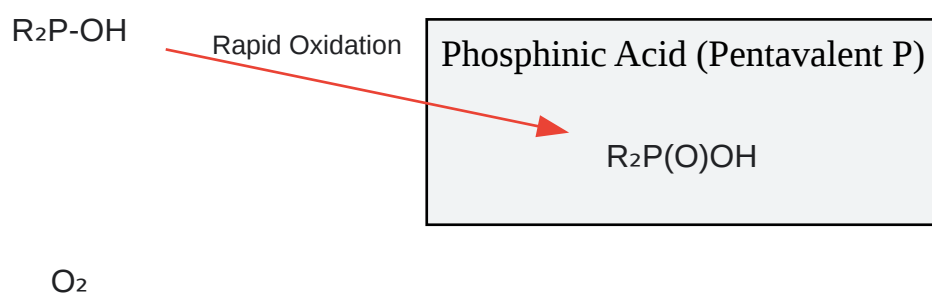 R₂P-OH
Rapid Oxidation
Phosphinic Acid (Pentavalent P)
R₂P(O)OH
O₂